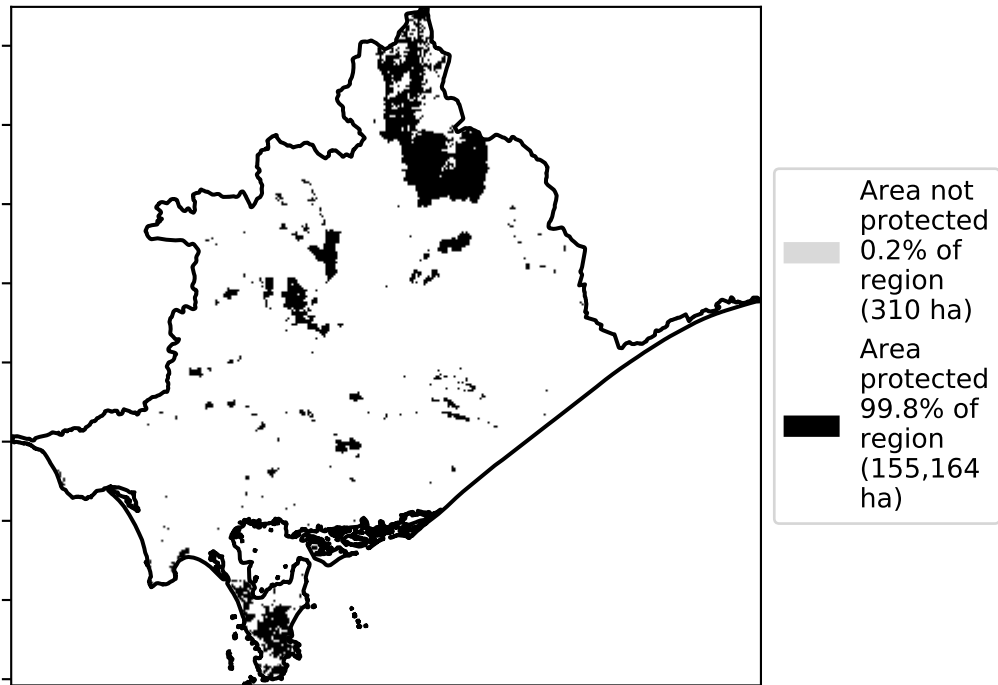 Area not
protected
0.2% of
region
(310 ha)
Area
protected
99.8% of
region
(155,164
ha)